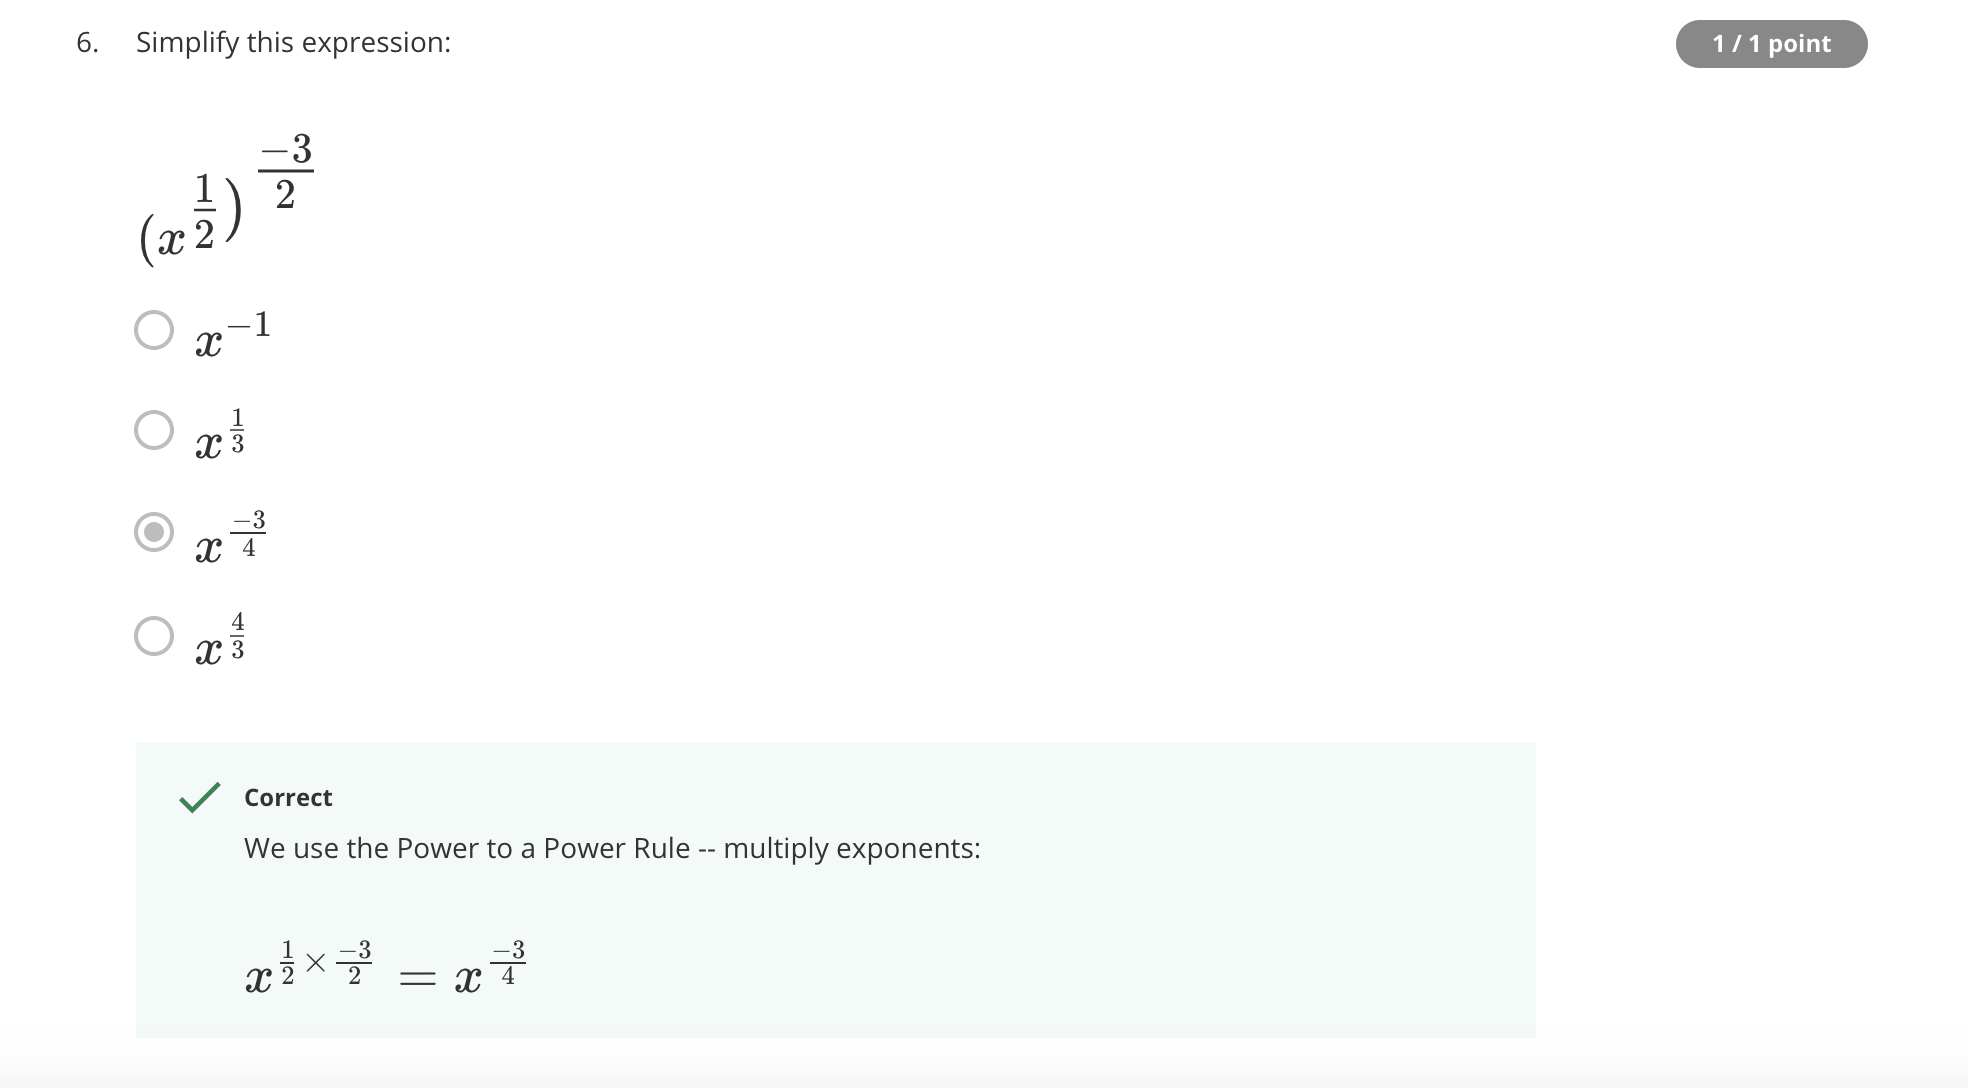 6. Simplify this expression:
1 / 1 point
(x^{\frac{1}{2}})^{\frac{-3}{2}}
x^{-1}
x^{\frac{1}{3}}
x^{\frac{-3}{4}}
x^{\frac{4}{3}}
Correct
We use the Power to a Power Rule -- multiply exponents:
x^{\frac{1}{2} \times \frac{-3}{2}} = x^{\frac{-3}{4}}